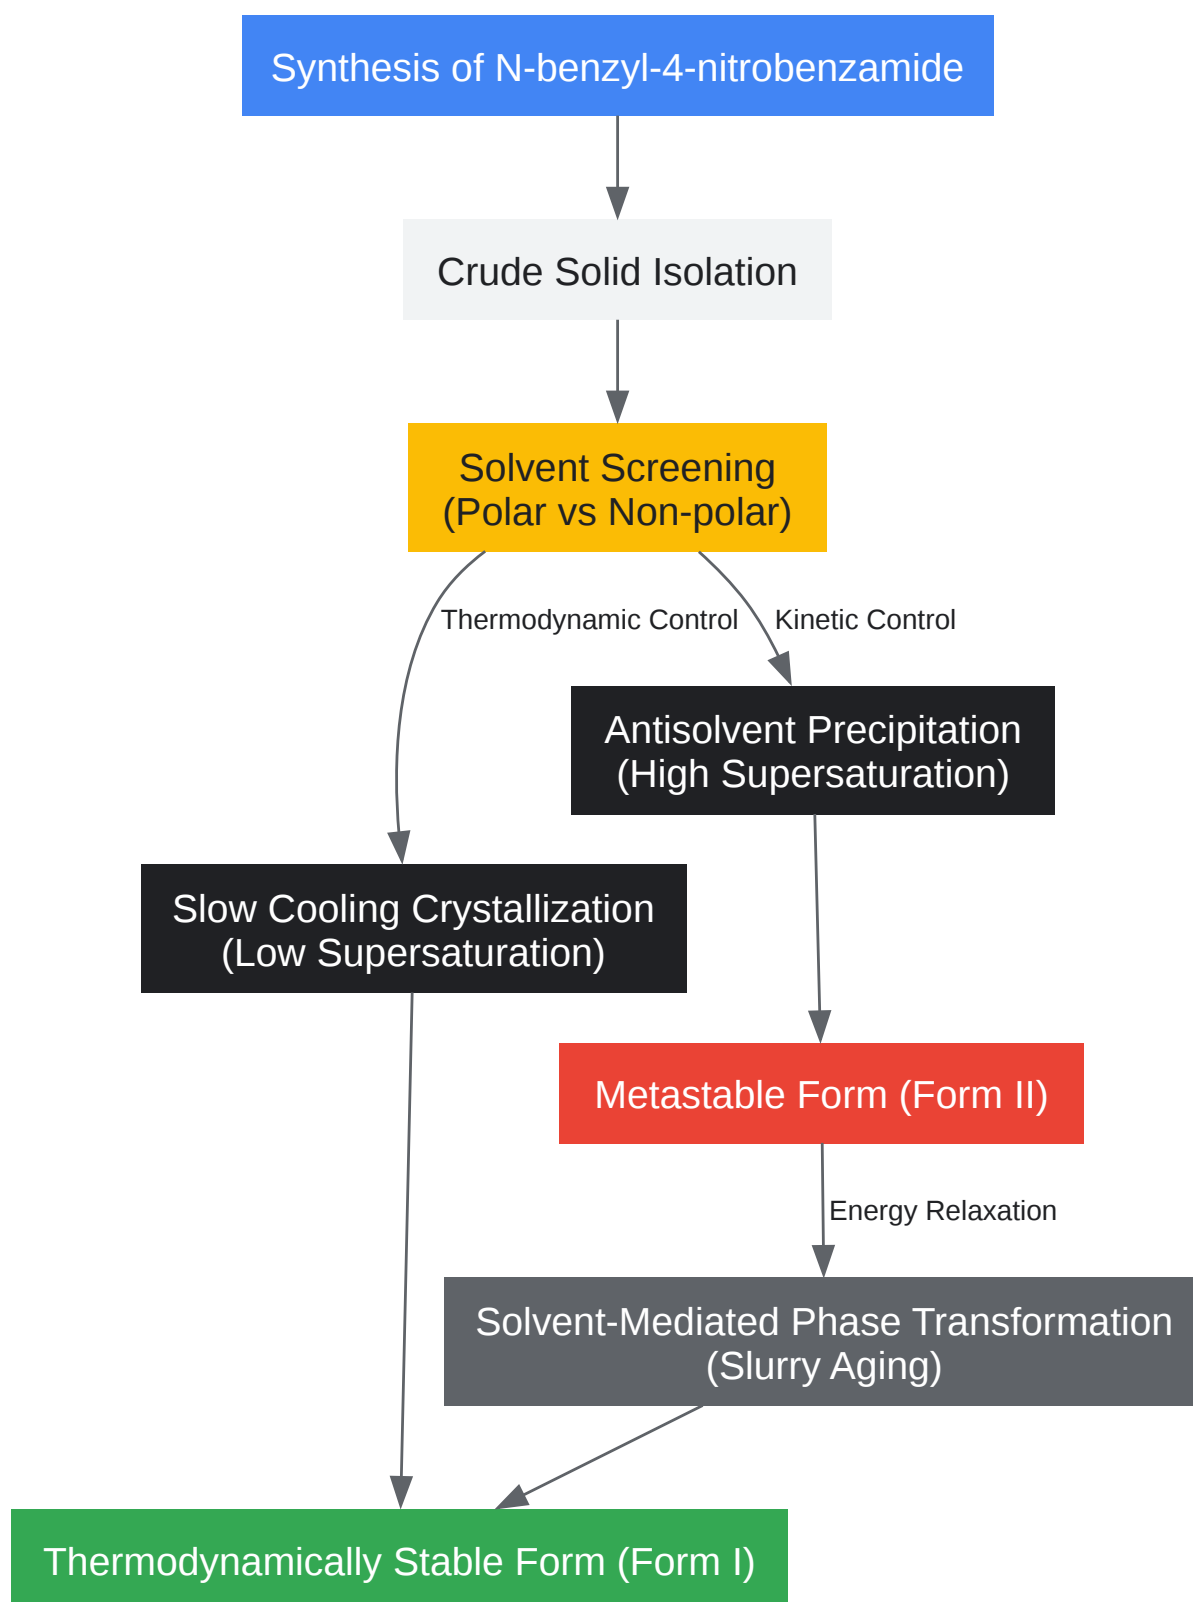 Synthesis of N-benzyl-4-nitrobenzamide
Crude Solid Isolation
Solvent Screening
(Polar vs Non-polar)
Thermodynamic Control
Kinetic Control
Antisolvent Precipitation
(High Supersaturation)
Slow Cooling Crystallization
(Low Supersaturation)
Metastable Form (Form II)
Energy Relaxation
Solvent-Mediated Phase Transformation
(Slurry Aging)
Thermodynamically Stable Form (Form I)